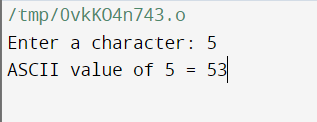 /tmp/0vkKO4n743.o
Enter a character: 5
ASCII value of 5 = 53